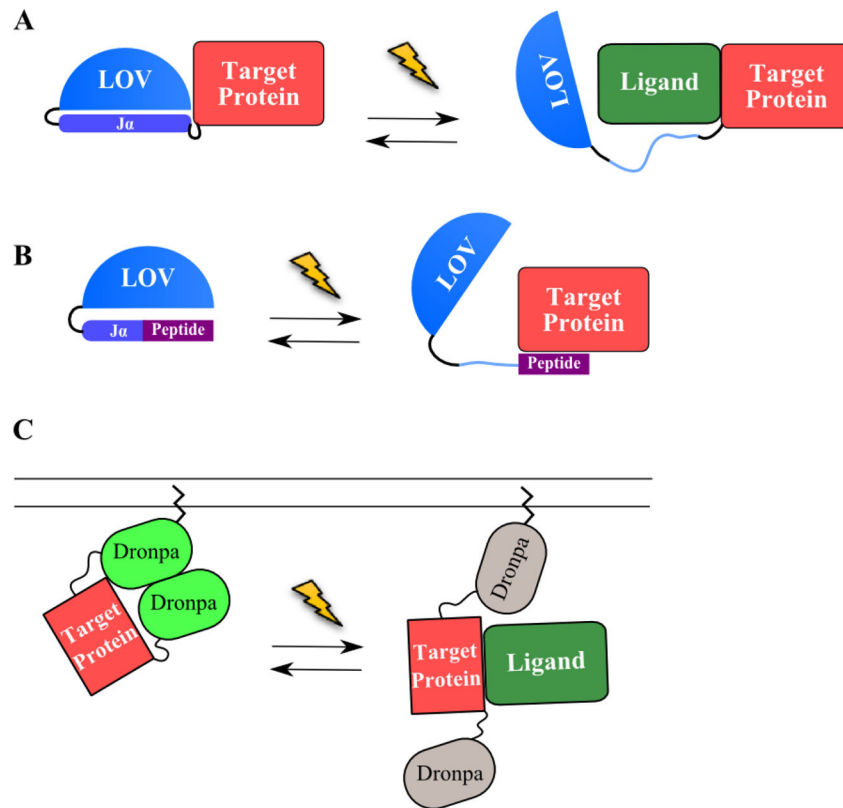 A
LOV
Target
Protein
Jα
LOV
Ligand
Target
Protein
B
LOV
Jα
Peptide
LOV
Target
Protein
Peptide
C
Dronpa
Dronpa
Target
Protein
Dronpa
Target
Protein
Ligand
Dronpa